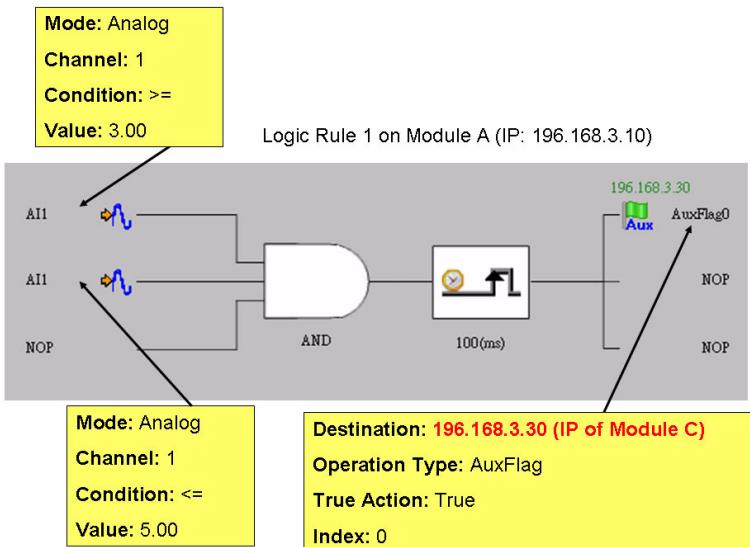 Mode: Analog
Channel: 1
Condition: >=
Value: 3.00
Logic Rule 1 on Module A (IP: 196.168.3.10)
196.168.3.30
AI1
Aux
AuxFlag0
AI1
NOP
NOP
AND
100(ms)
NOP
Mode: Analog
Channel: 1
Condition: <=
Value: 5.00
Destination: 196.168.3.30 (IP of Module C)
Operation Type: AuxFlag
True Action: True
Index: 0